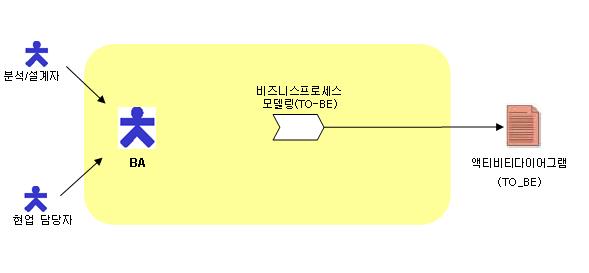 분석/설계자
비즈니스프로세스
모델링(TO-BE)
BA
액티비티다이어그램
(TO_BE)
현업 담당자